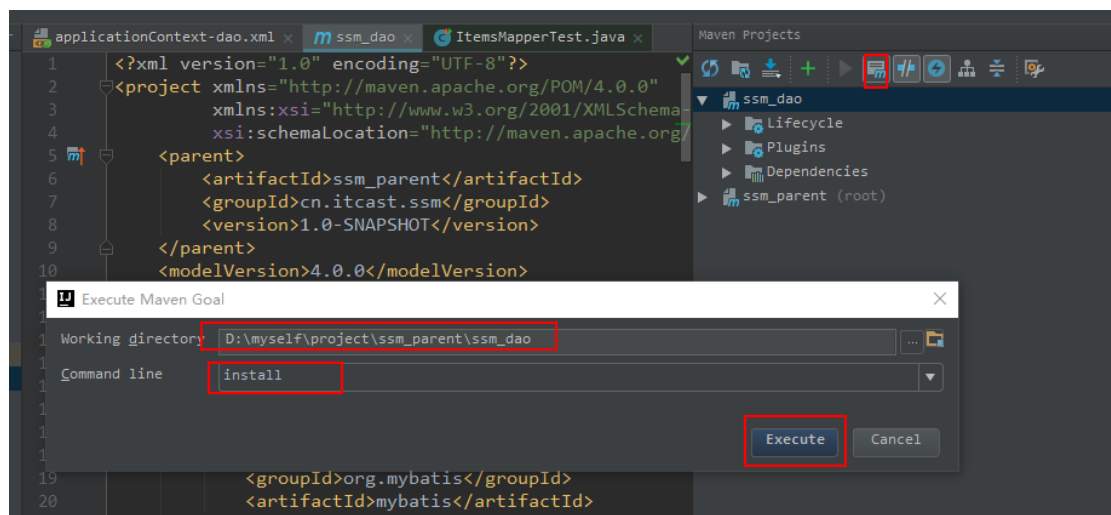 applicationContext-dao.xml
ssm_dao
ItemsMapperTest.java
Maven Projects
1 <?xml version="1.0" encoding="UTF-8"?>
2 <project xmlns="http://maven.apache.org/POM/4.0.0"
3 xmlns:xsi="http://www.w3.org/2001/XMLSchema-
4 xsi:schemaLocation="http://maven.apache.org/
5 <parent>
6 <artifactId>ssm_parent</artifactId>
7 <groupId>cn.itcast.ssm</groupId>
8 <version>1.0-SNAPSHOT</version>
9 </parent>
10 <modelVersion>4.0.0</modelVersion>
ssm_dao
Lifecycle
Plugins
Dependencies
ssm_parent (root)
Execute Maven Goal
Working directory D:\myself\project\ssm_parent\ssm_dao
Command line install
Execute Cancel
19 <groupId>org.mybatis</groupId>
20 <artifactId>mybatis</artifactId>